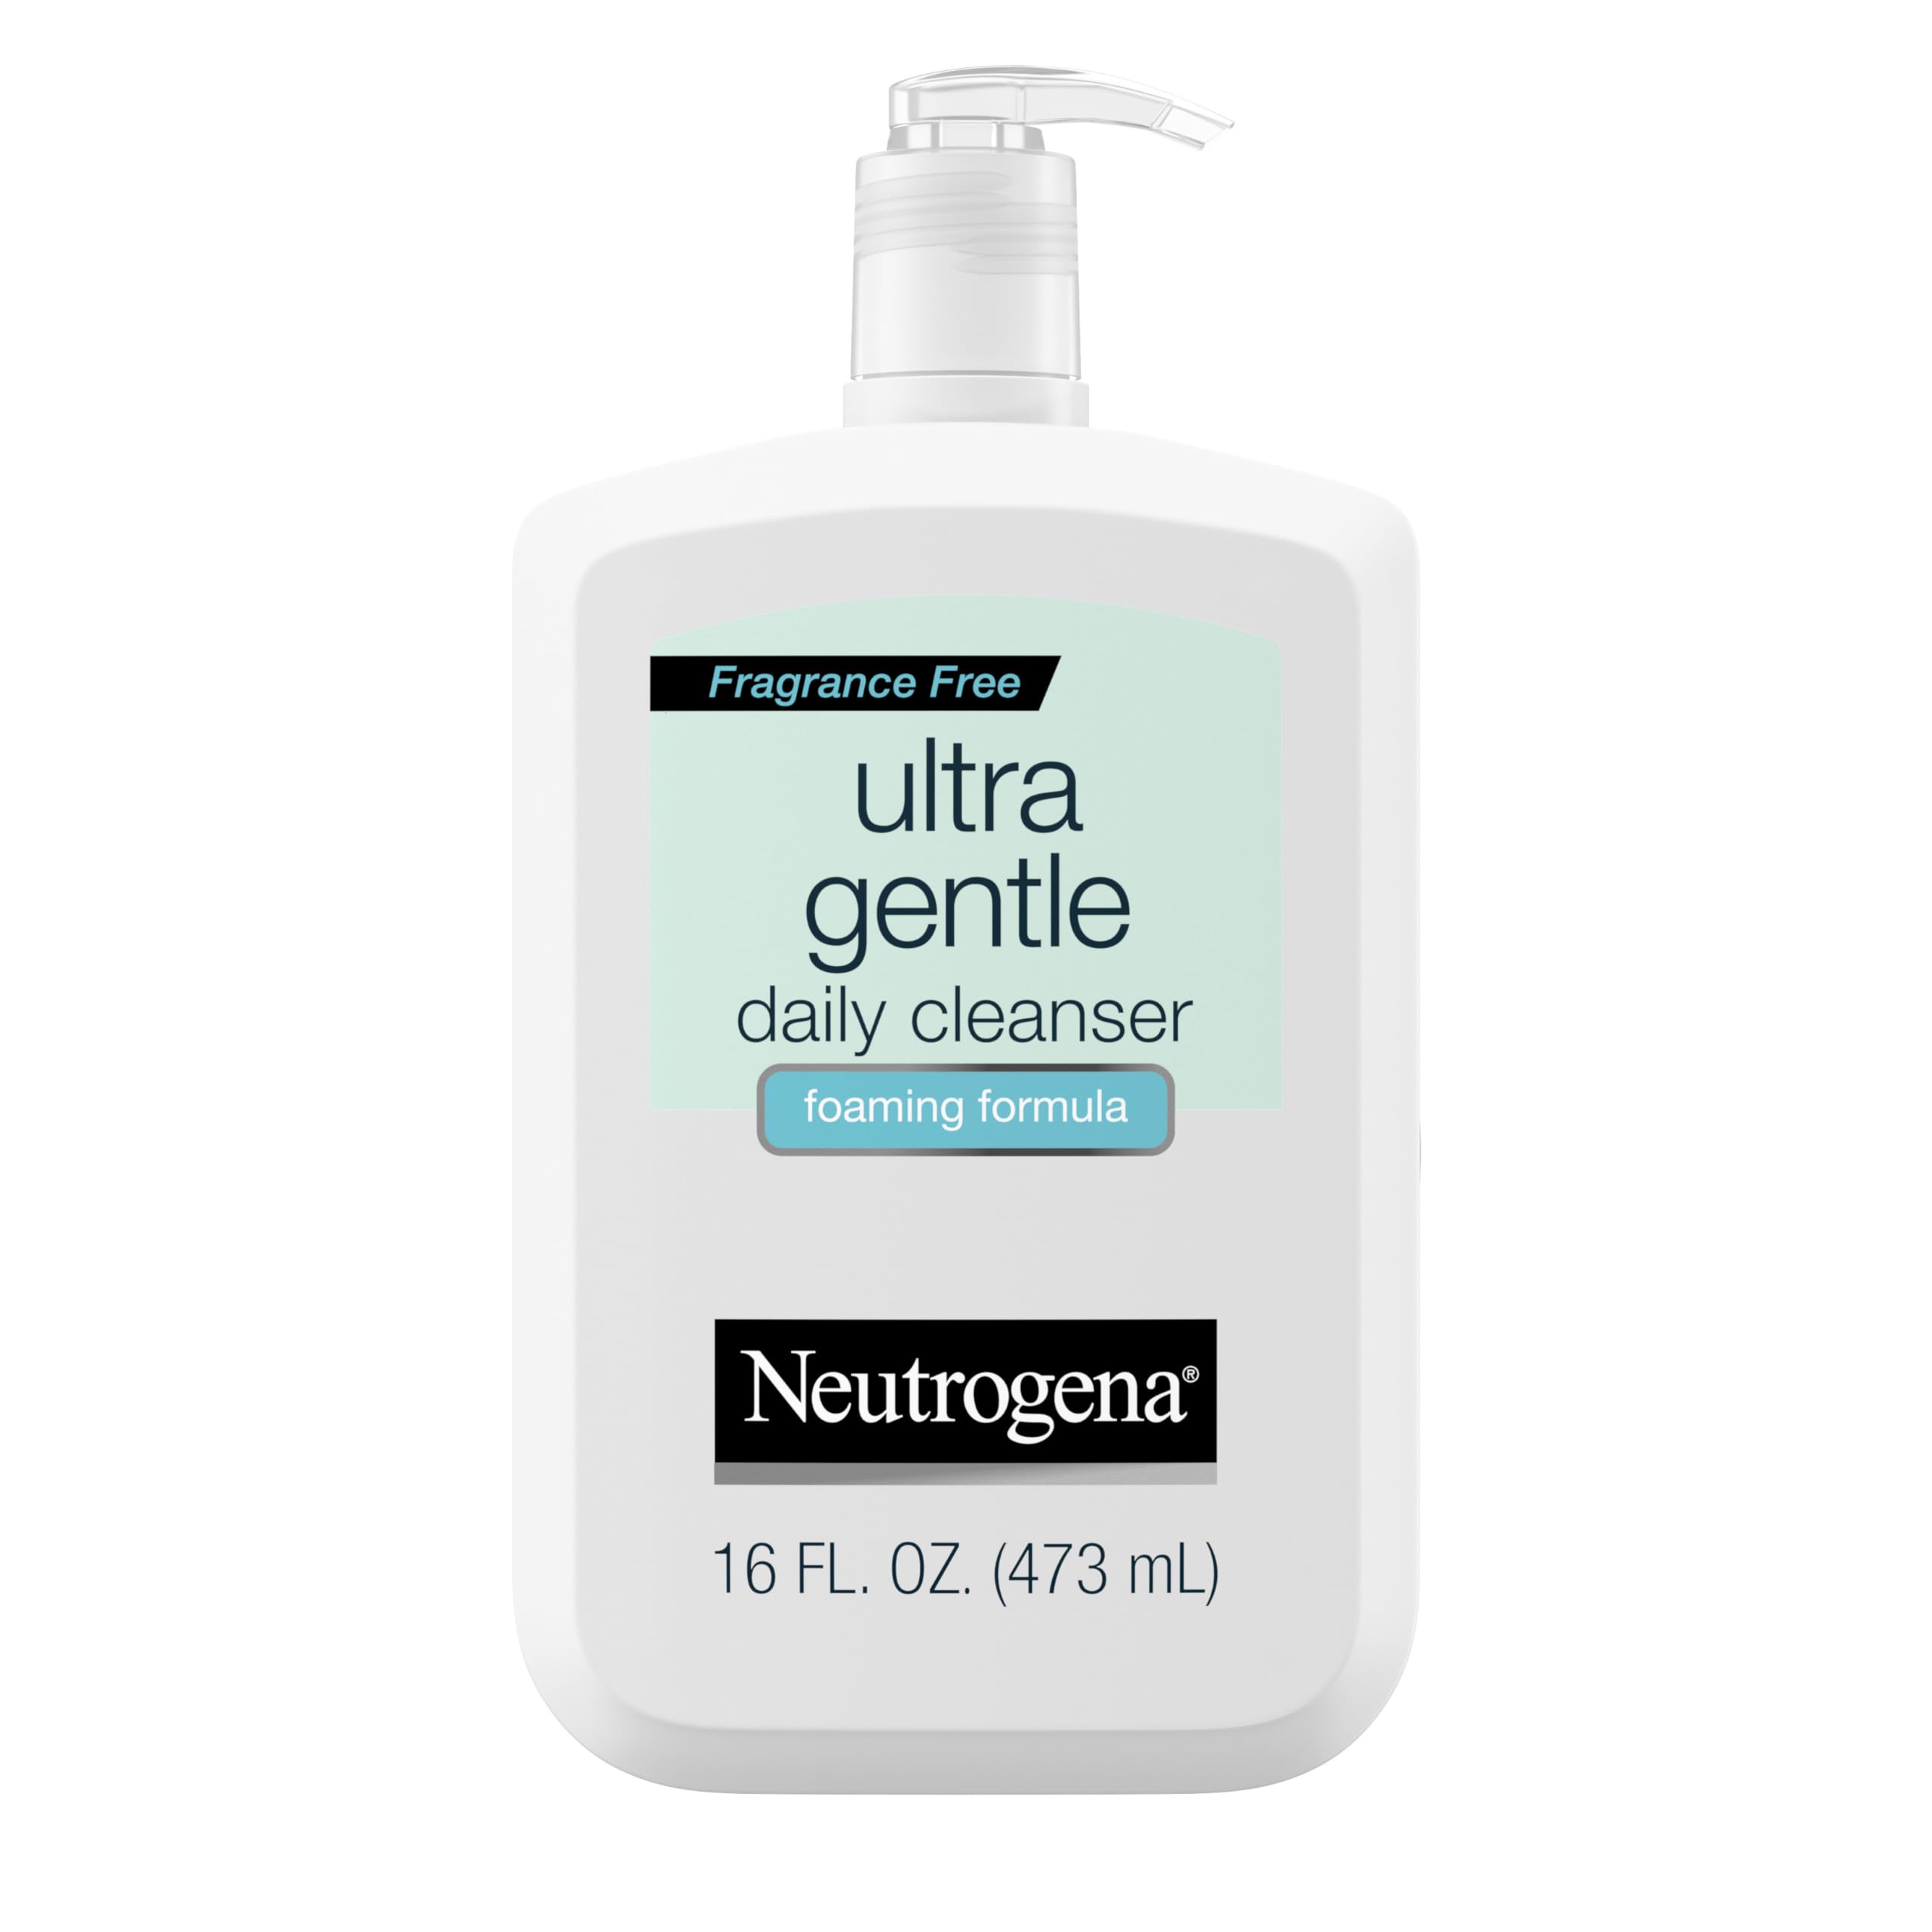 Fragrance Free
ultra
gentle
daily cleanser
foaming formula
Neutrogena®
16 FL. OZ. (473 mL)